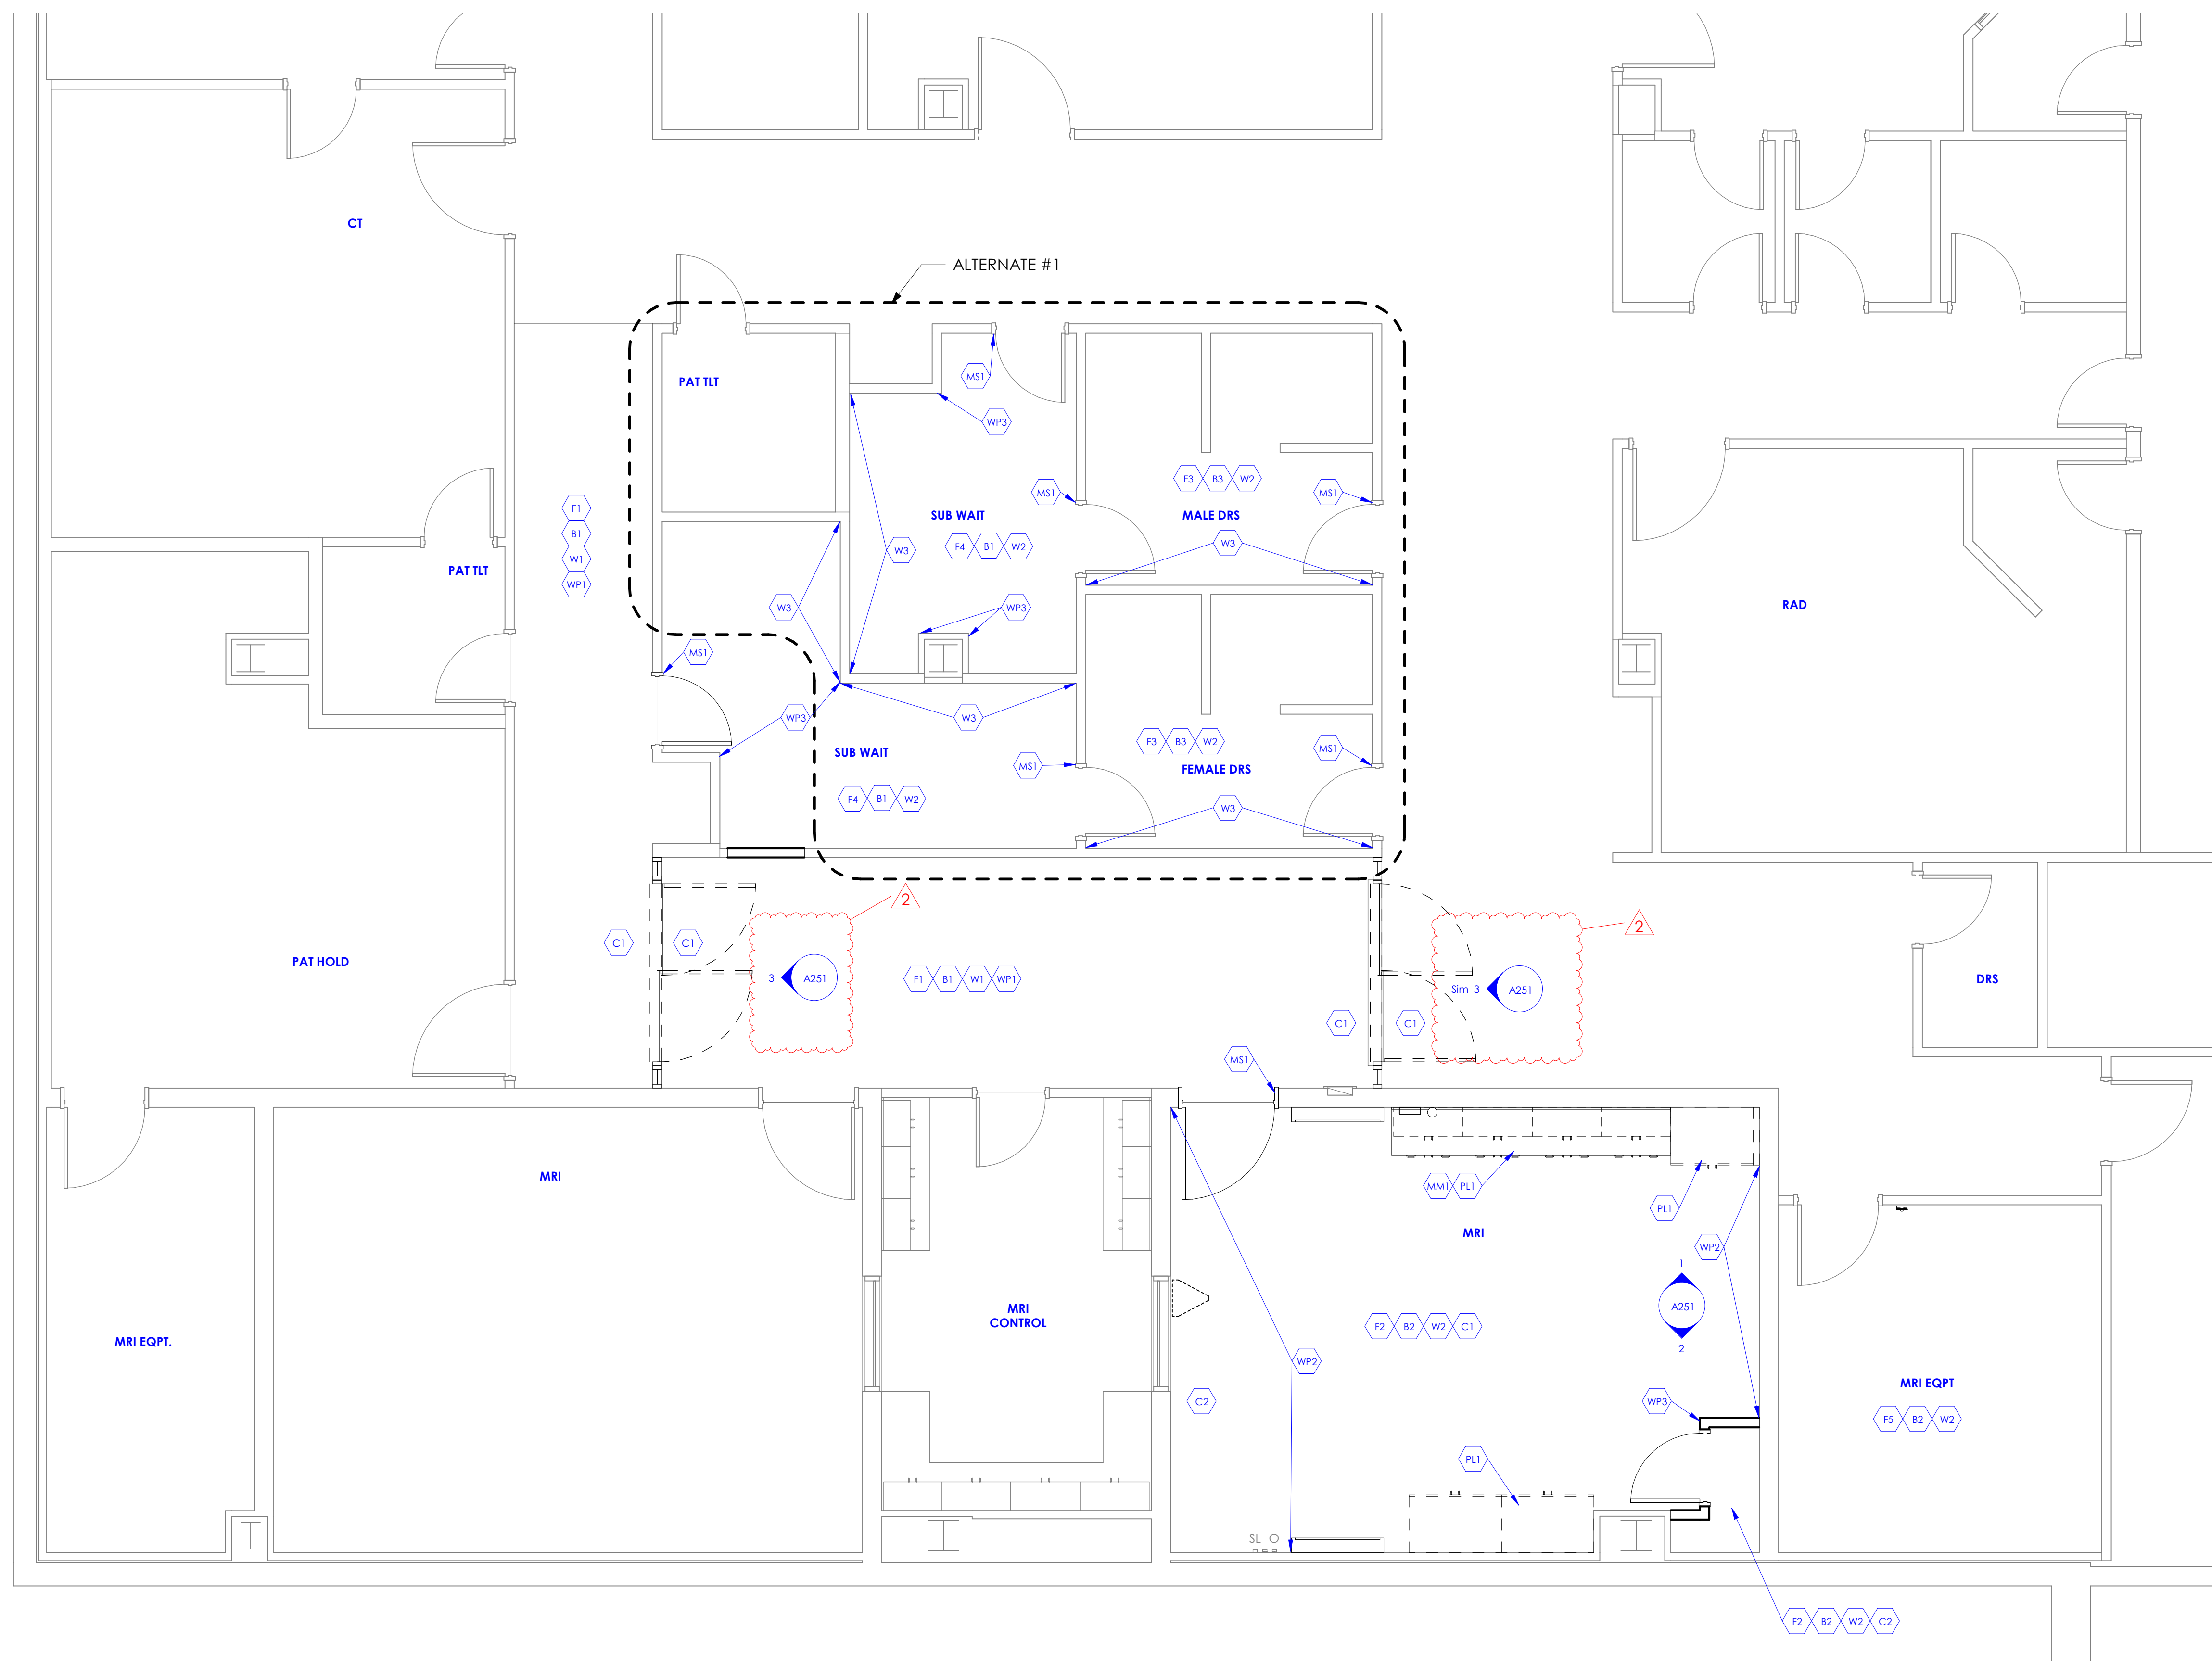 CT
ALTERNATE #1
PAT TLT
MS1
WP3
F3 B3 W2
MS1
MS1
F1
B1
W1
WP1
SUB WAIT
MALE DRS
W3
F4 B1 W2
W3
PAT TLT
W3
WP3
RAD
MS1
WP3
W3
F3 B3 W2
MS1
SUB WAIT
MS1
FEMALE DRS
F4 B1 W2
W3
2
2
C1
C1
PAT HOLD
3 A251
F1 B1 W1 WP1
Sim 3 A251
DRS
C1
C1
MS1
MRI
MM1 PL1
PL1
MRI
WP2
1
A251
2
MRI
CONTROL
F2 B2 W2 C1
MRI EQPT.
WP2
MRI EQPT
C2
WP3
F5 B2 W2
PL1
SL
F2 B2 W2 C2